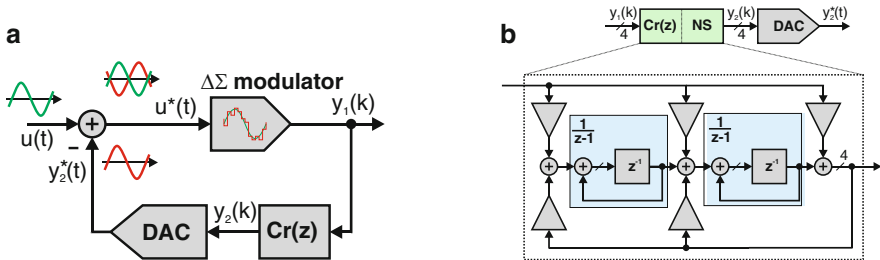 a
ΔΣ modulator
u(t)
+
-
u*(t)
y₁(k)
y₂*(t)
DAC
y₂(k)
Cr(z)
b
y₁(k)
4
Cr(z)
NS
y₂(k)
4
DAC
y₂*(t)
1/(z-1)
1/(z-1)
+
+
z⁻¹
+
+
z⁻¹
+
4